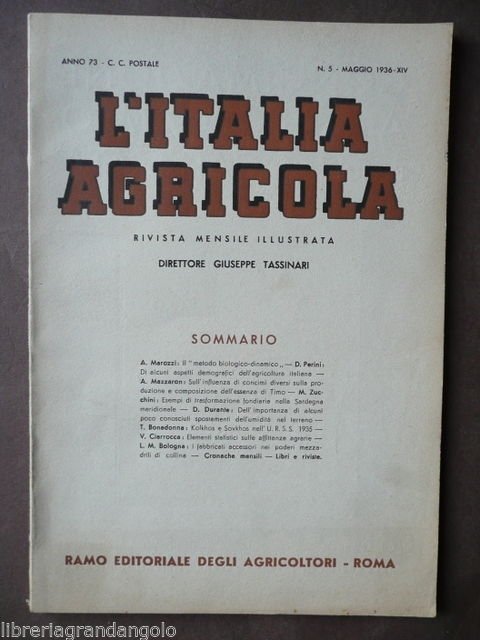 ANNO 73 - C. C. POSTALE
N. 5 - MAGGIO 1936-XIV
L'ITALIA
AGRICOLA
RIVISTA MENSILE ILLUSTRATA
DIRETTORE GIUSEPPE TASSINARI
SOMMARIO
A. Marozzi: Il "metodo biologico-dinamico„ — D. Perini:
Di alcuni aspetti demografici dell'agricoltura italiana —
A. Mazzaron: Sull'influenza di concimi diversi sulla pro-
duzione e composizione dell'essenza di Timo — M. Zuc-
chini: Esempi di trasformazione fondiaria nella Sardegna
meridionale — D. Durante: Dell'importanza di alcuni
poco conosciuti spostamenti dell'umidità nel terreno —
T. Bonadonna: Kolkhos e Sovkhos nell'U. R. S. S. 1935 —
V. Ciarrocca: Elementi statistici sulle affittanze agrarie —
L. M. Bologna: I fabbricati accessori nei poderi mezza-
drili di collina — Cronache mensili — Libri e riviste.
RAMO EDITORIALE DEGLI AGRICOLTORI - ROMA
libreriagrandangolo